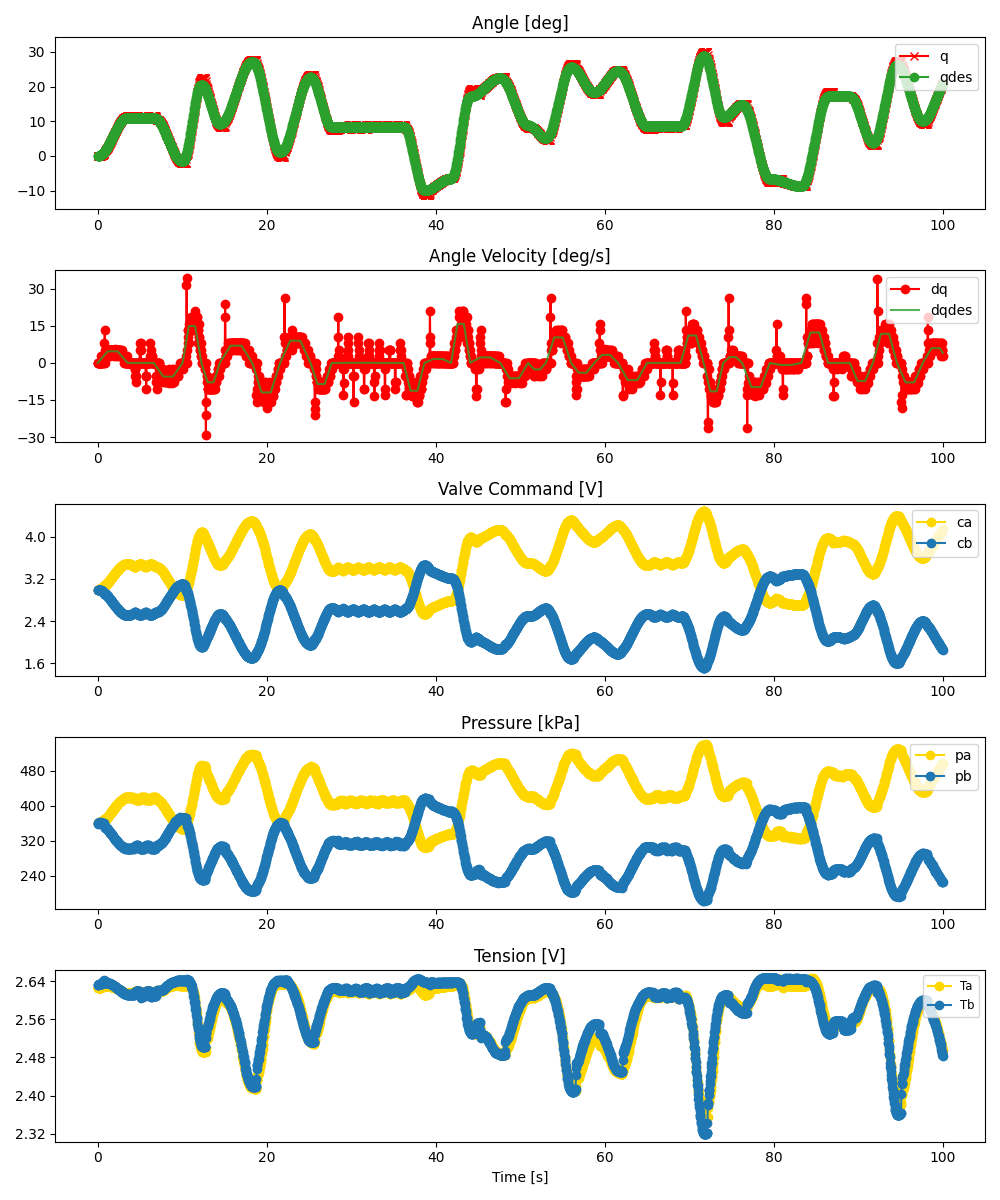 Angle [deg]
30
20
10
0
−10
q
qdes
0 20 40 60 80 100
Angle Velocity [deg/s]
30
15
0
−15
−30
dq
dqdes
0 20 40 60 80 100
Valve Command [V]
4.0
3.2
2.4
1.6
ca
cb
0 20 40 60 80 100
Pressure [kPa]
480
400
320
240
pa
pb
0 20 40 60 80 100
Tension [V]
2.64
2.56
2.48
2.40
2.32
Ta
Tb
0 20 40 60 80 100
Time [s]